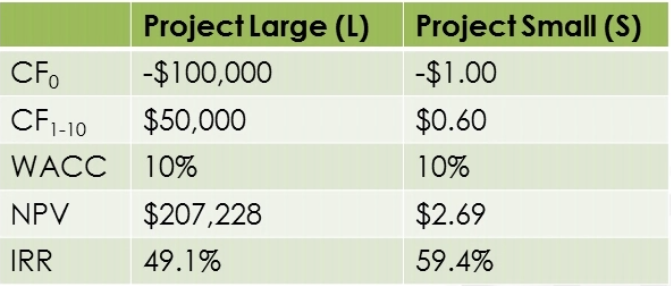 Project Large (L) Project Small (S)
CF₀ -$100,000 -$1.00
CF₁₋₁₀ $50,000 $0.60
WACC 10% 10%
NPV $207,228 $2.69
IRR 49.1% 59.4%